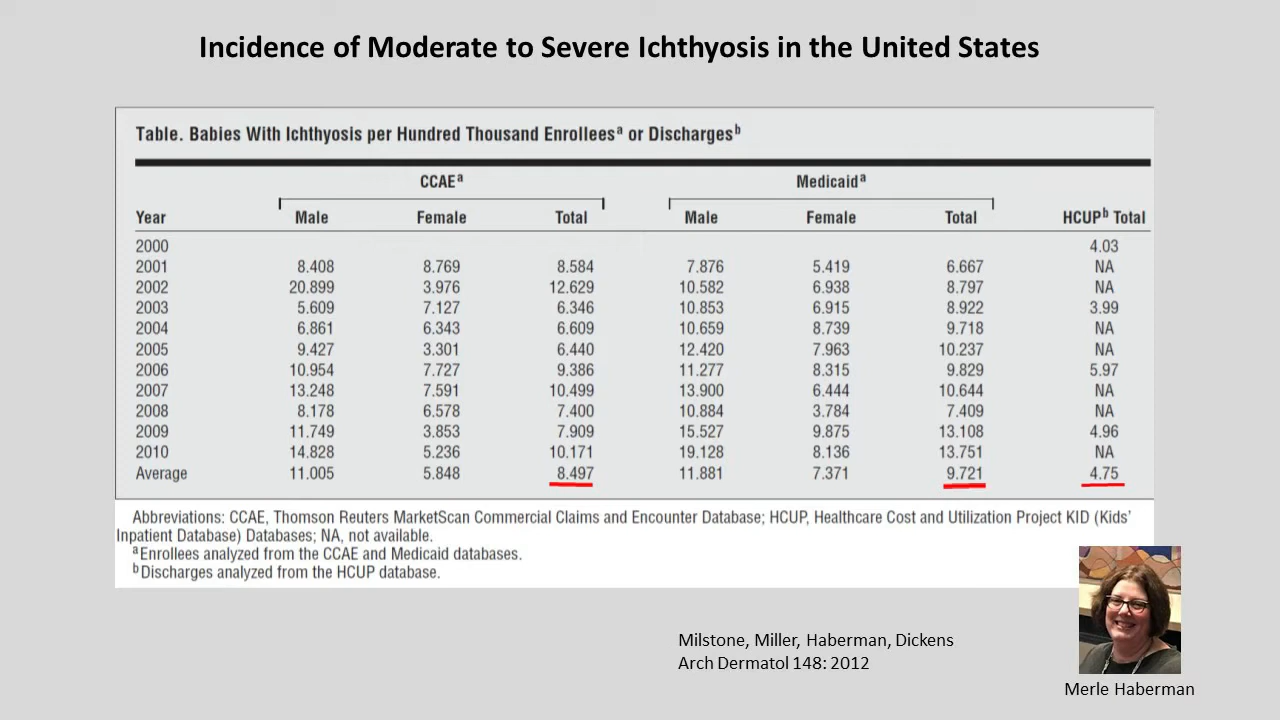 Incidence of Moderate to Severe Ichthyosis in the United States
Table. Babies With Ichthyosis per Hundred Thousand Enrolleesᵃ or Dischargesᵇ
CCAEᵃ Medicaidᵃ
Year Male Female Total Male Female Total HCUPᵇ Total
2000 4.03
2001 8.408 8.769 8.584 7.876 5.419 6.667 NA
2002 20.899 3.976 12.629 10.582 6.938 8.797 NA
2003 5.609 7.127 6.346 10.853 6.915 8.922 3.99
2004 6.861 6.343 6.609 10.659 8.739 9.718 NA
2005 9.427 3.301 6.440 12.420 7.963 10.237 NA
2006 10.954 7.727 9.386 11.277 8.315 9.829 5.97
2007 13.248 7.591 10.499 13.900 6.444 10.644 NA
2008 8.178 6.578 7.400 10.884 3.784 7.409 NA
2009 11.749 3.853 7.909 15.527 9.875 13.108 4.96
2010 14.828 5.236 10.171 19.128 8.136 13.751 NA
Average 11.005 5.848 8.497 11.881 7.371 9.721 4.75
Abbreviations: CCAE, Thomson Reuters MarketScan Commercial Claims and Encounter Database; HCUP, Healthcare Cost and Utilization Project KID (Kids’
Inpatient Database) Databases; NA, not available.
ᵃEnrollees analyzed from the CCAE and Medicaid databases.
ᵇDischarges analyzed from the HCUP database.
Milstone, Miller, Haberman, Dickens
Arch Dermatol 148: 2012
Merle Haberman